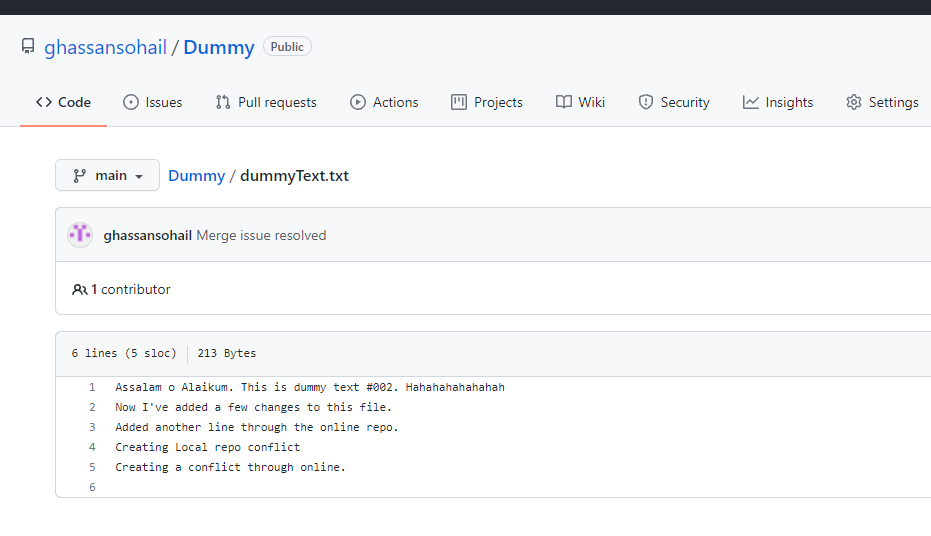 ghassansohail / Dummy Public
Code Issues Pull requests Actions Projects Wiki Security Insights Settings
main Dummy / dummyText.txt
ghassansohail Merge issue resolved
1 contributor
6 lines (5 sloc) 213 Bytes
1 Assalam o Alaikum. This is dummy text #002. Hahahahahahahah
2 Now I've added a few changes to this file.
3 Added another line through the online repo.
4 Creating Local repo conflict
5 Creating a conflict through online.
6